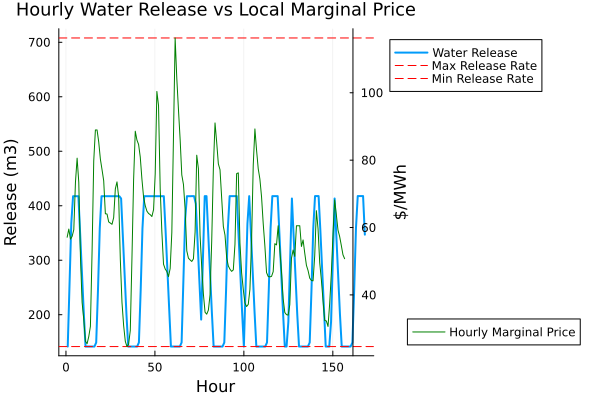 Hourly Water Release vs Local Marginal Price
Release (m3)
700
600
500
400
300
200
0
50
100
150
Hour
100
80
60
40
$/MWh
Water Release
Max Release Rate
Min Release Rate
Hourly Marginal Price